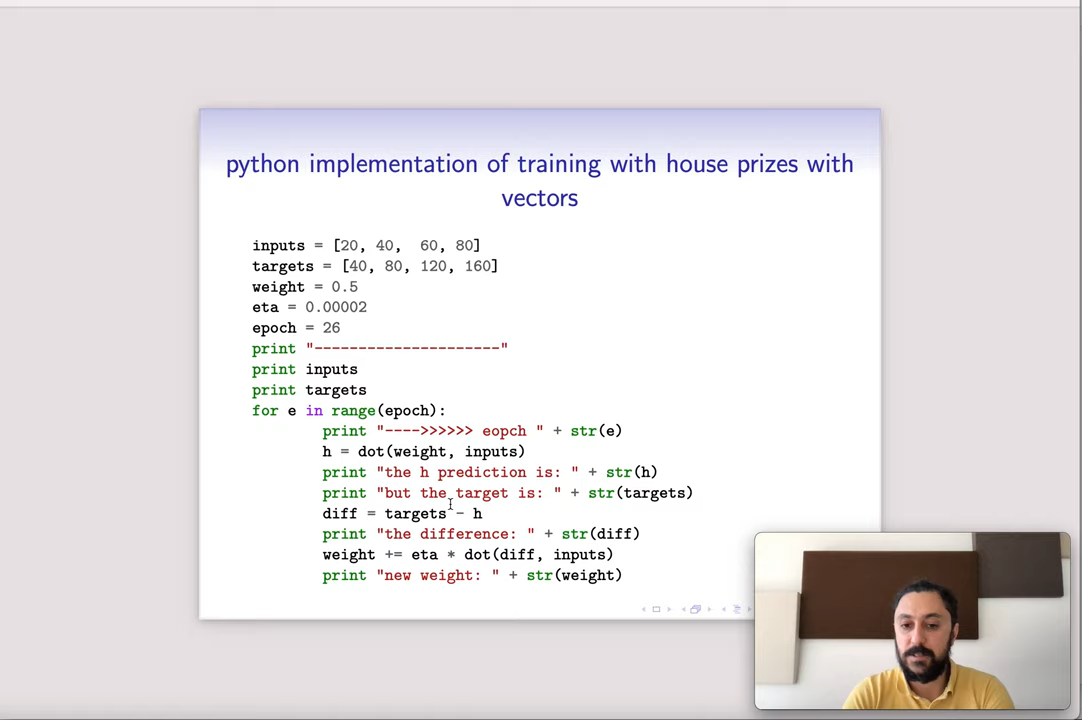 python implementation of training with house prizes with
vectors
inputs = [20, 40,  60, 80]
targets = [40, 80, 120, 160]
weight = 0.5
eta = 0.00002
epoch = 26
print "---------------------"
print inputs
print targets
for e in range(epoch):
        print "---->>>>>> eopch " + str(e)
        h = dot(weight, inputs)
        print "the h prediction is: " + str(h)
        print "but the target is: " + str(targets)
        diff = targets - h
        print "the difference: " + str(diff)
        weight += eta * dot(diff, inputs)
        print "new weight: " + str(weight)